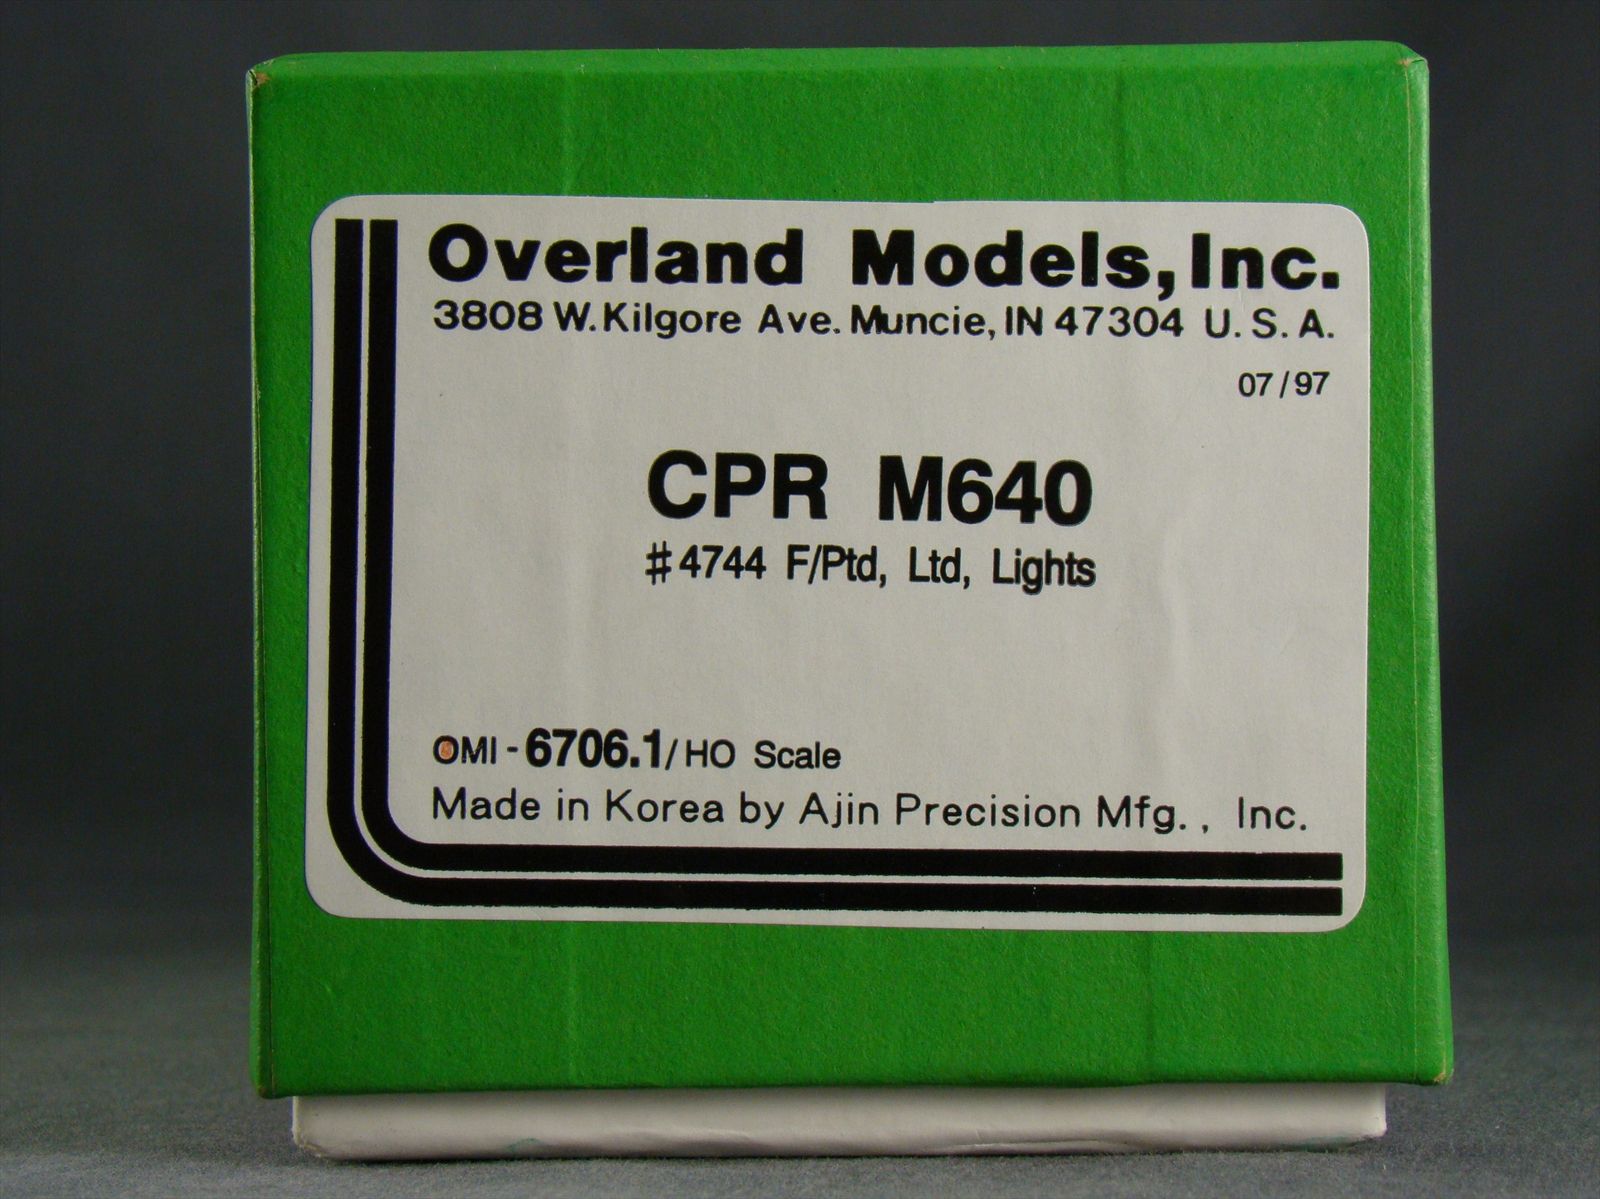 Overland Models, Inc.
3808 W. Kilgore Ave. Muncie, IN 47304 U. S. A.
07/97
CPR M640
#4744 F/Ptd, Ltd, Lights
OMI-6706.1/HO Scale
Made in Korea by Ajin Precision Mfg., Inc.